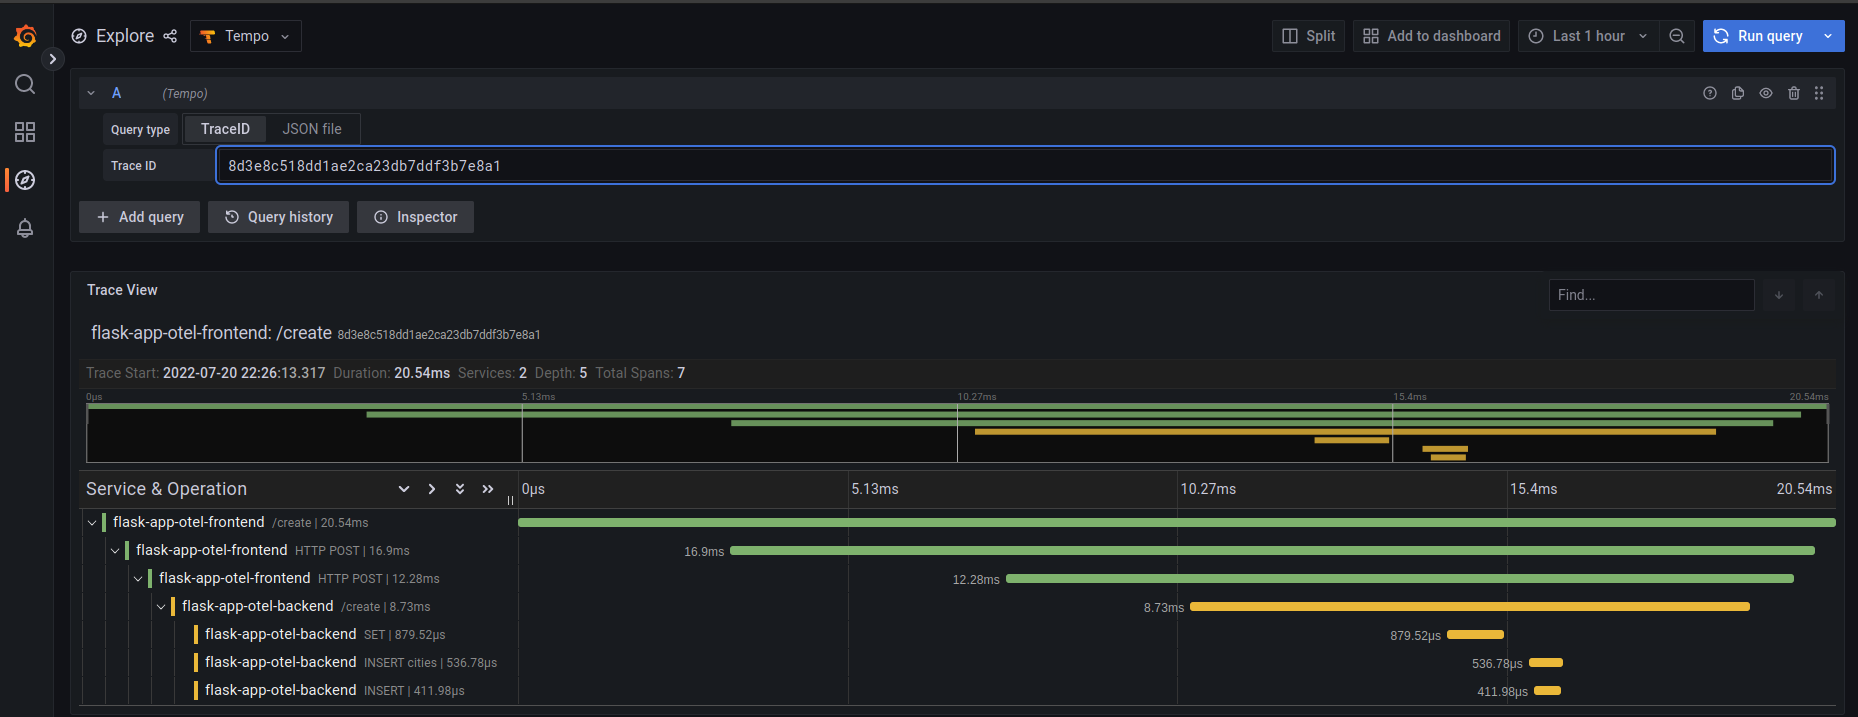 Explore Tempo Split Add to dashboard Last 1 hour Run query
A (Tempo)
Query type TraceID JSON file
Trace ID 8d3e8c518dd1ae2ca23db7ddf3b7e8a1
+ Add query Query history Inspector
Trace View Find...
flask-app-otel-frontend: /create 8d3e8c518dd1ae2ca23db7ddf3b7e8a1
Trace Start: 2022-07-20 22:26:13.317 Duration: 20.54ms Services: 2 Depth: 5 Total Spans: 7
0μs 5.13ms 10.27ms 15.4ms 20.54ms
Service & Operation 0μs 5.13ms 10.27ms 15.4ms 20.54ms
flask-app-otel-frontend /create | 20.54ms
flask-app-otel-frontend HTTP POST | 16.9ms 16.9ms
flask-app-otel-frontend HTTP POST | 12.28ms 12.28ms
flask-app-otel-backend /create | 8.73ms 8.73ms
flask-app-otel-backend SET | 879.52μs 879.52μs
flask-app-otel-backend INSERT cities | 536.78μs 536.78μs
flask-app-otel-backend INSERT | 411.98μs 411.98μs